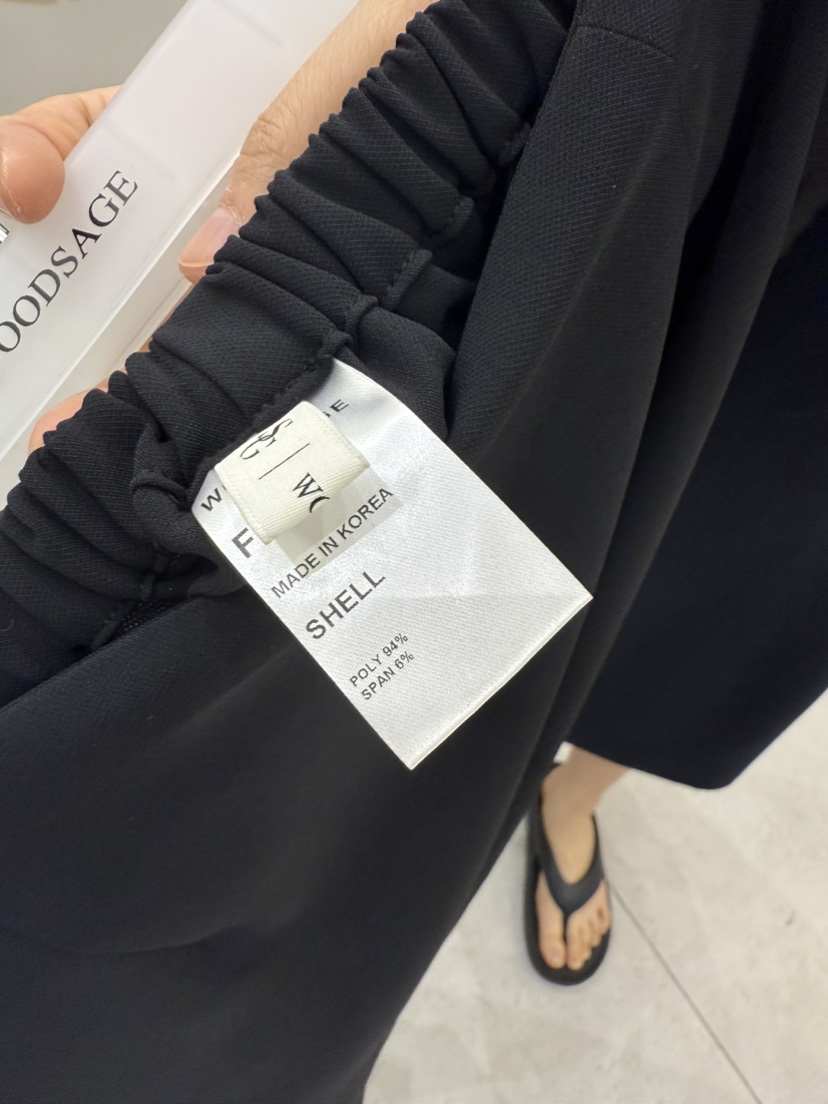 OODSAGE
W
F
MADE IN KOREA
SHELL
POLY 94%
SPAN 6%